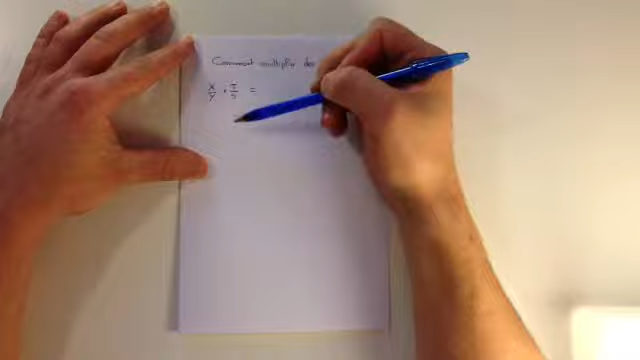 Comment multiplier des
x/y • T/S =